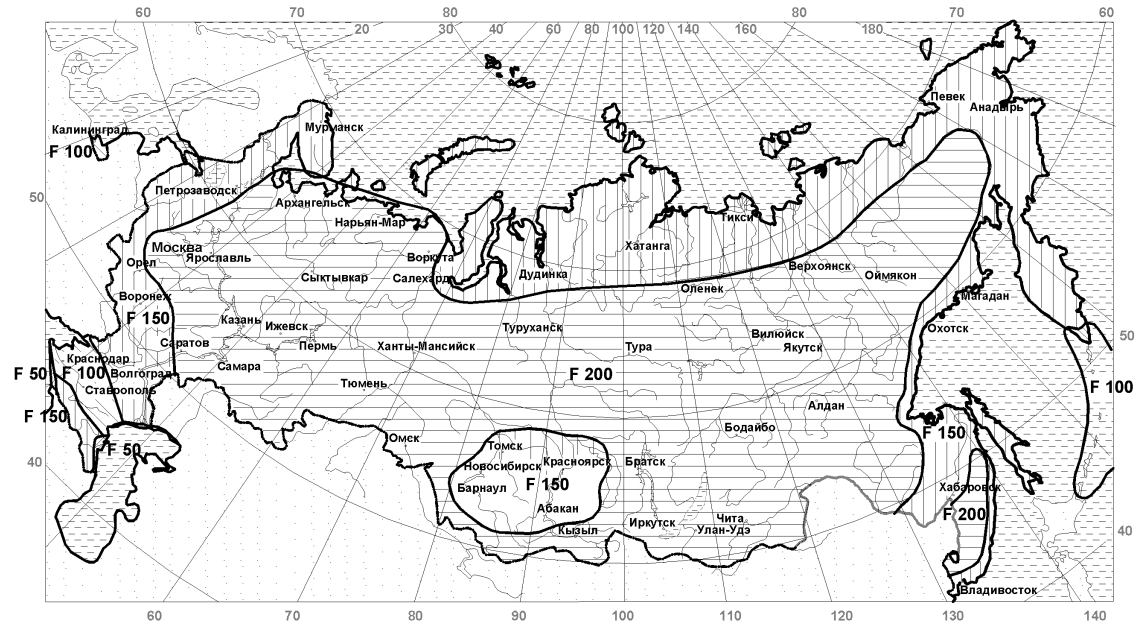 60 70 80 80 70 60
20 30 40 60 80 100 120 140 160 180
Певек
Анадырь
Калининград
Мурманск
F 100
50
Петрозаводск
Архангельск
Нарьян-Мар
Тикси
Москва
Ярославль
Хатанга
Орел
Воркута
Верхоянск
Сыктывкар
Салехард
Дудинка
Оймякон
Оленек
Воронеж
Магадан
F 150
Казань
Ижевск
Туруханск
Охотск
Вилюйск
50
Саратов
Пермь
Ханты-Мансийск
Тура
Якутск
Краснодар
Самара
F 50
F 100
Волгоград
F 200
Тюмень
F 100
Ставрополь
F 150
Алдан
Бодайбо
F 150
Омск
F 50
Томск
40
Новосибирск
Красноярск
Братск
Барнаул
F 150
Хабаровск
Абакан
F 200
Иркутск
Чита
Кызыл
Улан-Удэ
40
Владивосток
60 70 80 90 100 110 120 130 140